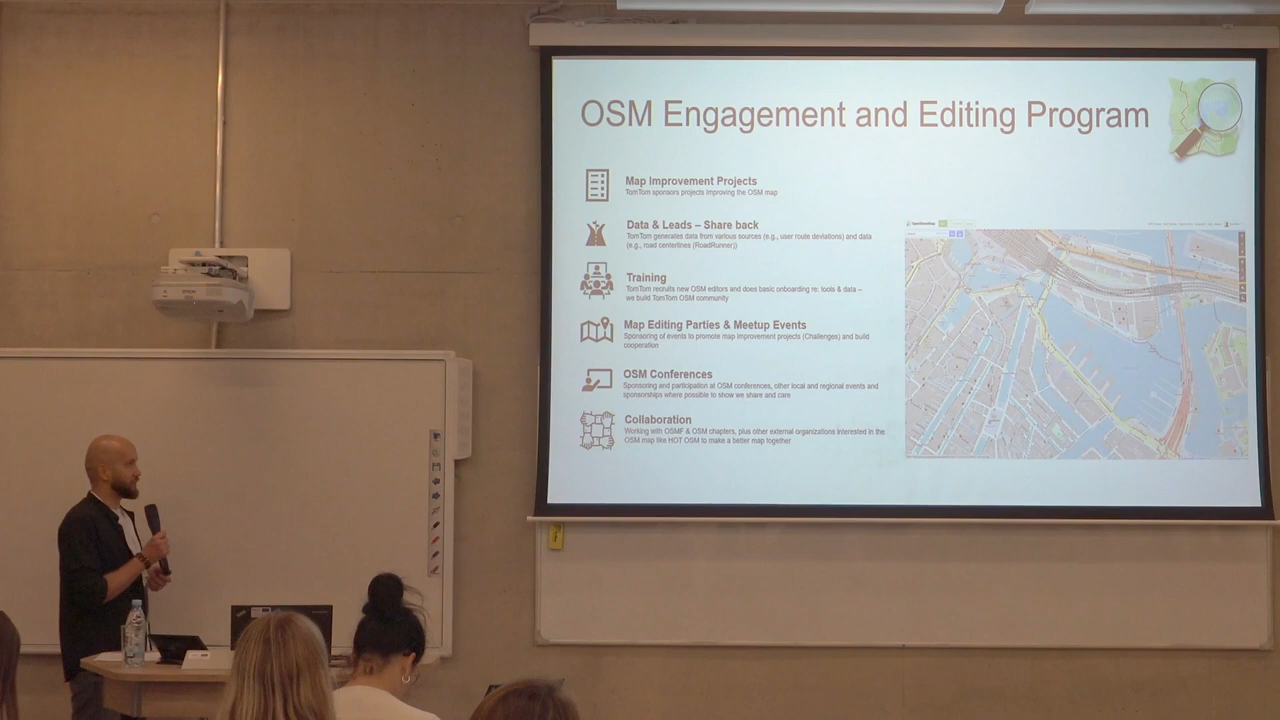 OSM Engagement and Editing Program
Map Improvement Projects
TomTom sponsors projects improving the OSM map
Data & Leads – Share back
TomTom generates data from various sources (e.g., user route deviations) and data
(e.g., road centerlines (RoadRunner))
Training
TomTom recruits new OSM editors and does basic onboarding re: tools & data –
we build TomTom OSM community
Map Editing Parties & Meetup Events
Sponsoring of events to promote map improvement projects (Challenges) and build
cooperation
OSM Conferences
Sponsoring and participation at OSM conferences, other local and regional events and
sponsorships where possible to show we share and care
Collaboration
Working with OSMF & OSM chapters, plus other external organizations interested in the
OSM map like HOT OSM to make a better map together
OpenStreetMap
EPSON